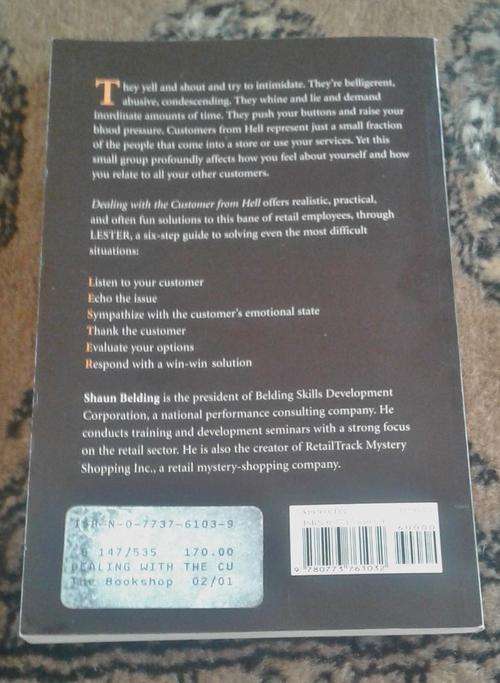 They yell and shout and try to intimidate. They're belligerent,
abusive, condescending. They whine and lie and demand
inordinate amounts of time. They push your buttons and raise your
blood pressure. Customers from Hell represent just a small fraction
of the people that come into a store or use your services. Yet this
small group profoundly affects how you feel about yourself and how
you relate to all your other customers.
Dealing with the Customer from Hell offers realistic, practical,
and often fun solutions to this bane of retail employees, through
LESTER, a six-step guide to solving even the most difficult
situations:
Listen to your customer
Echo the issue
Sympathize with the customer's emotional state
Thank the customer
Evaluate your options
Respond with a win-win solution
Shaun Belding is the president of Belding Skills Development
Corporation, a national performance consulting company. He
conducts training and development seminars with a strong focus
on the retail sector. He is also the creator of RetailTrack Mystery
Shopping Inc., a retail mystery-shopping company.
ISB N-0-7737-6103-9
147/535 170.00
DEALING WITH THE CU
The Bookshop 02/01
90000
9 780773 761032